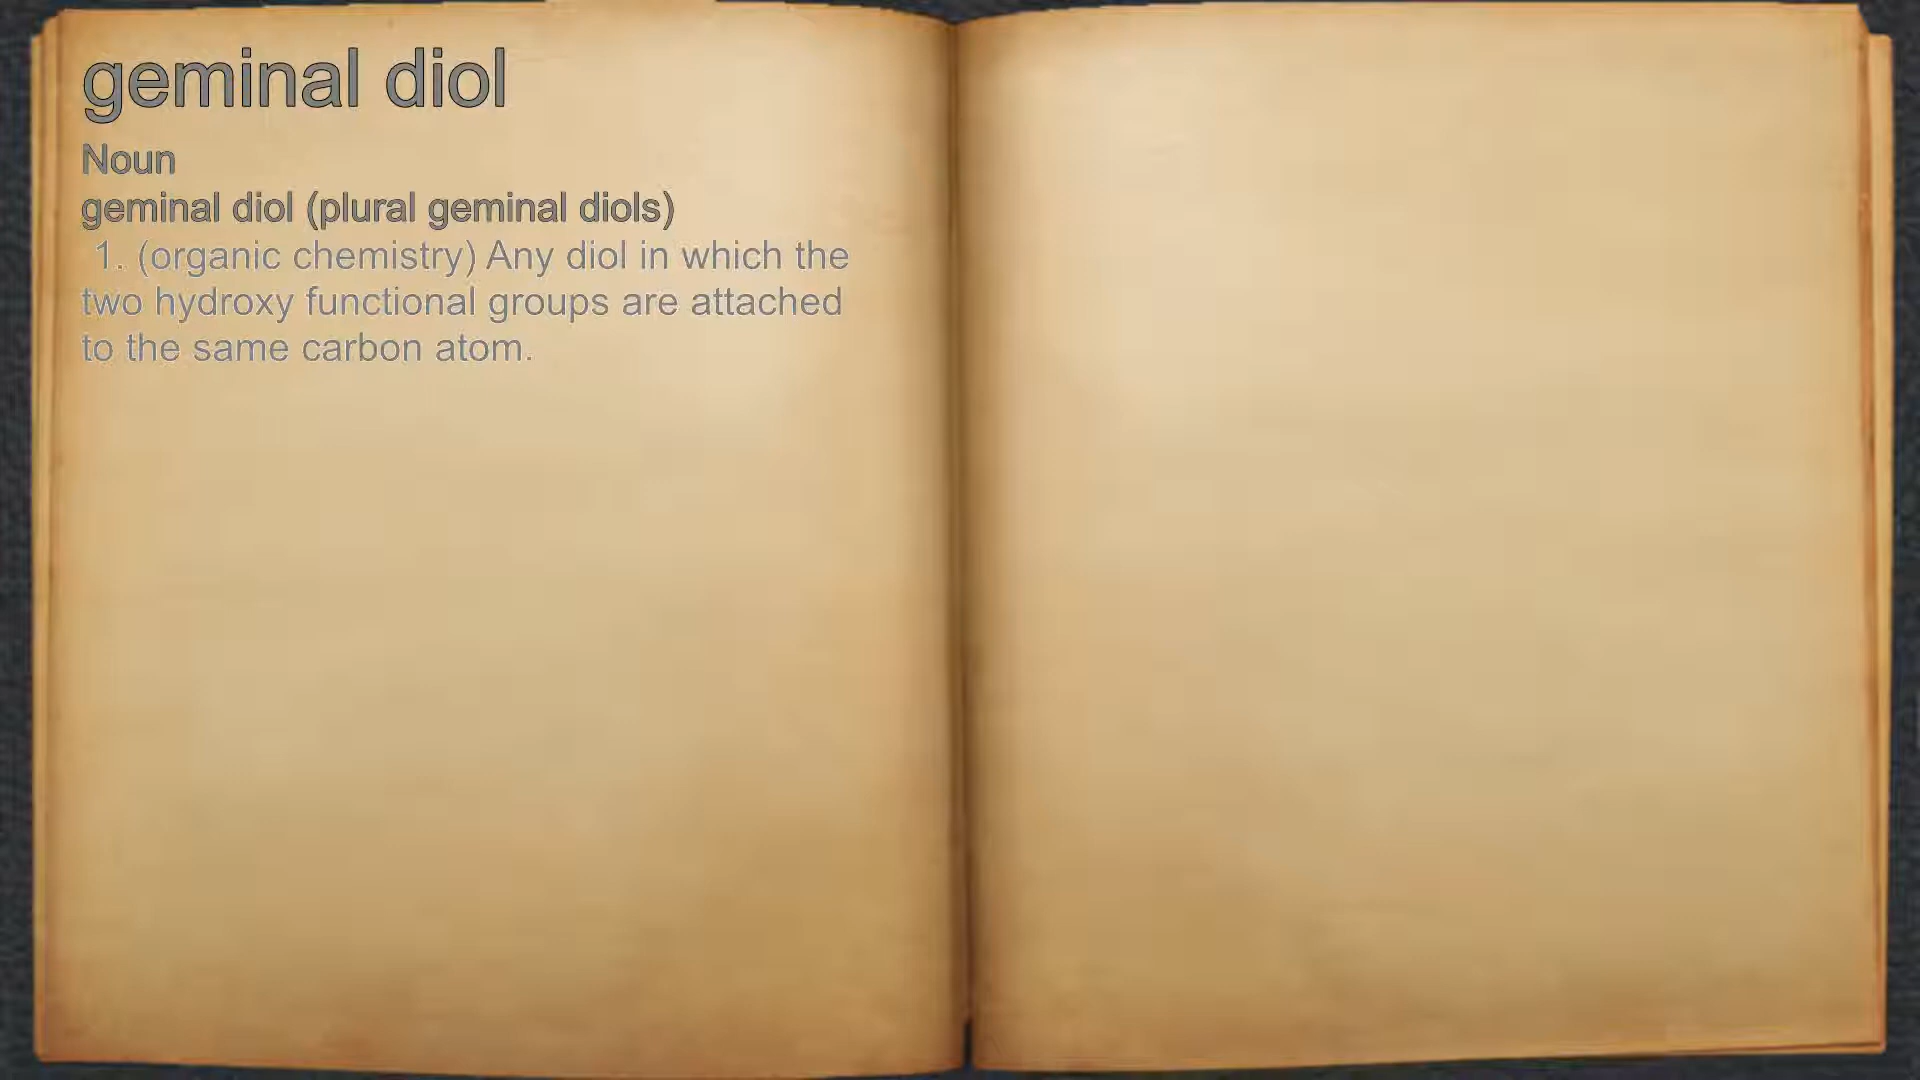 geminal diol
Noun
geminal diol (plural geminal diols)
1. (organic chemistry) Any diol in which the
two hydroxy functional groups are attached
to the same carbon atom.